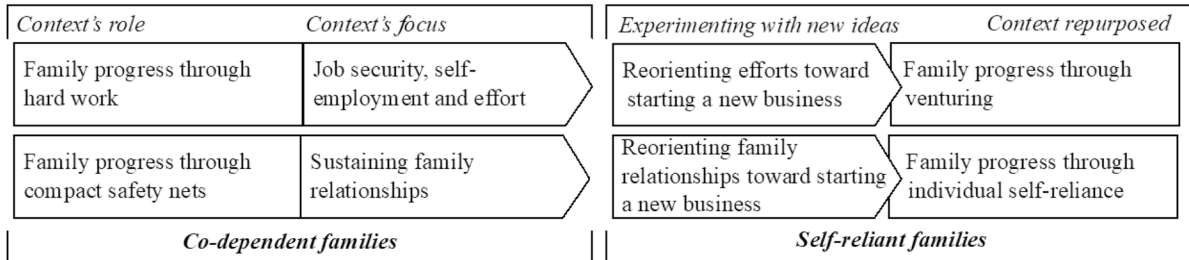 Context's role
Context's focus
Experimenting with new ideas
Context repurposed
Family progress through
hard work
Job security, self-
employment and effort
Reorienting efforts toward
starting a new business
Family progress through
venturing
Family progress through
compact safety nets
Sustaining family
relationships
Reorienting family
relationships toward starting
a new business
Family progress through
individual self-reliance
Co-dependent families
Self-reliant families